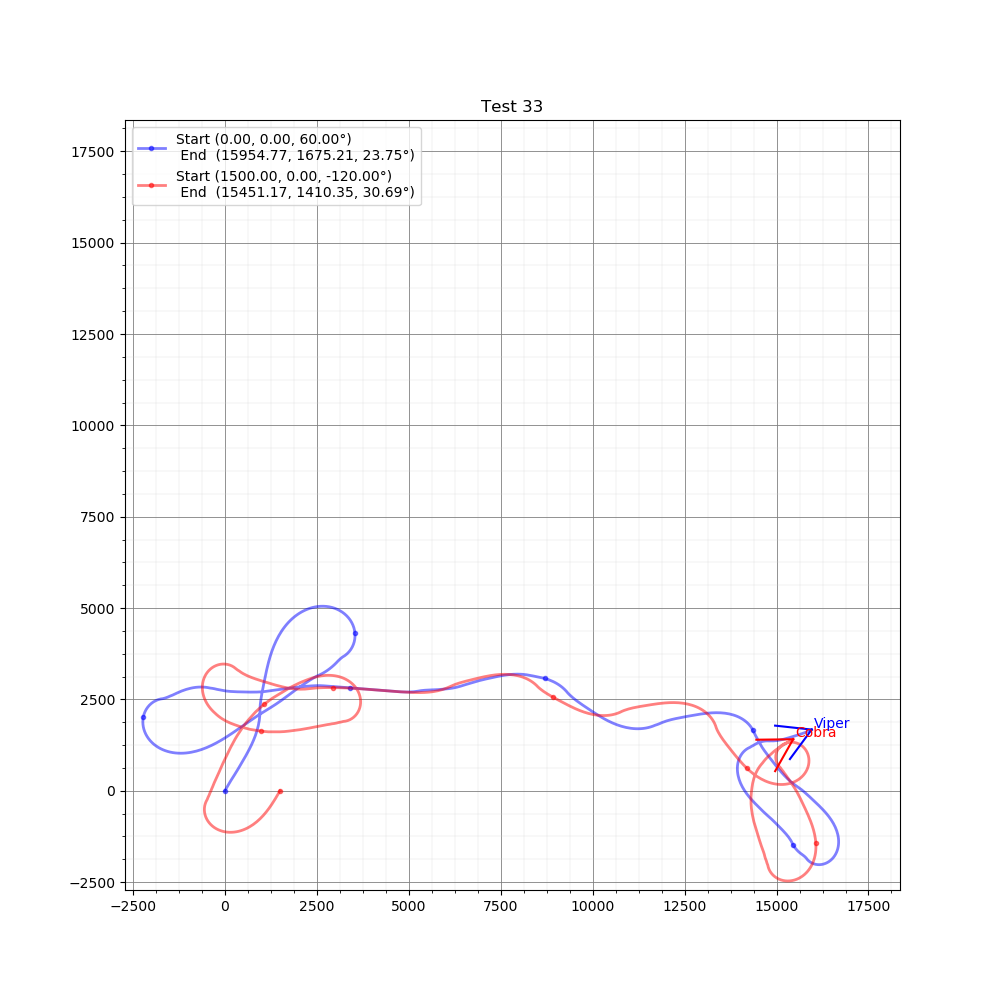 Test 33
Start (0.00, 0.00, 60.00°)
End (15954.77, 1675.21, 23.75°)
Start (1500.00, 0.00, -120.00°)
End (15451.17, 1410.35, 30.69°)
17500
15000
12500
10000
7500
5000
2500
0
−2500
Viper
Cobra
−2500 0 2500 5000 7500 10000 12500 15000 17500